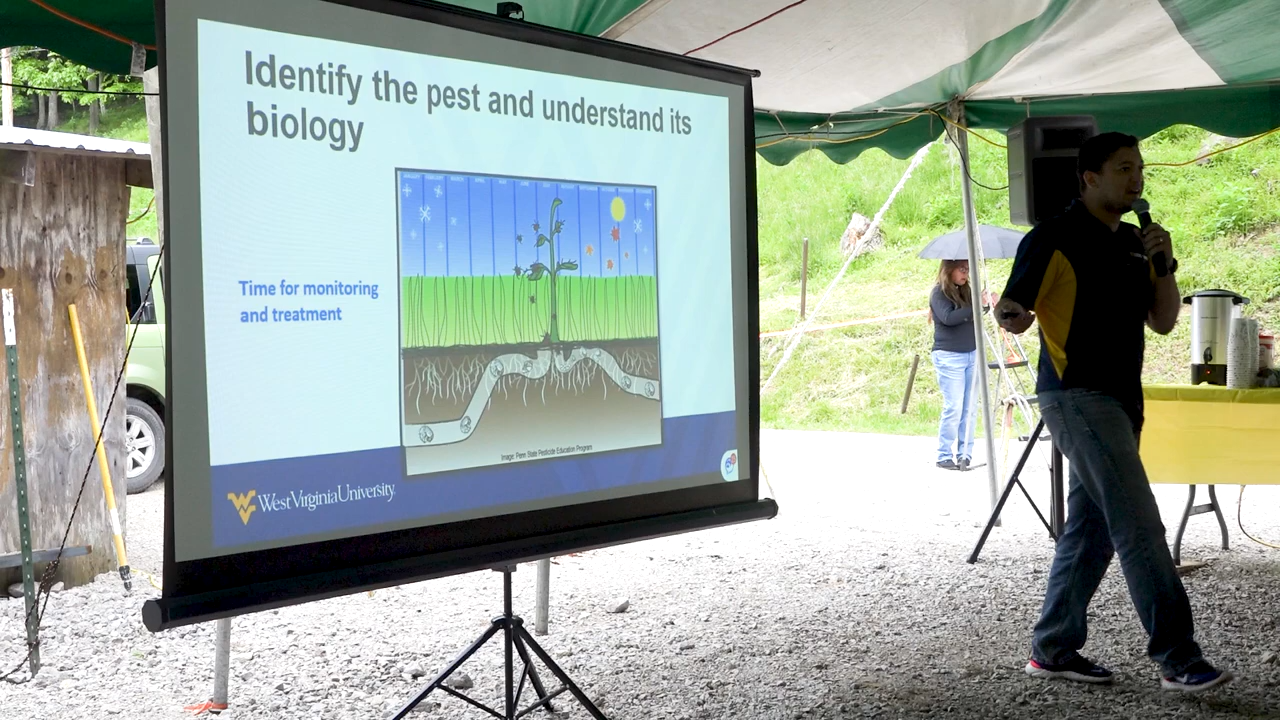 Identify the pest and understand its
biology
Time for monitoring
and treatment
Image: Penn State Pesticide Education Program
West Virginia University